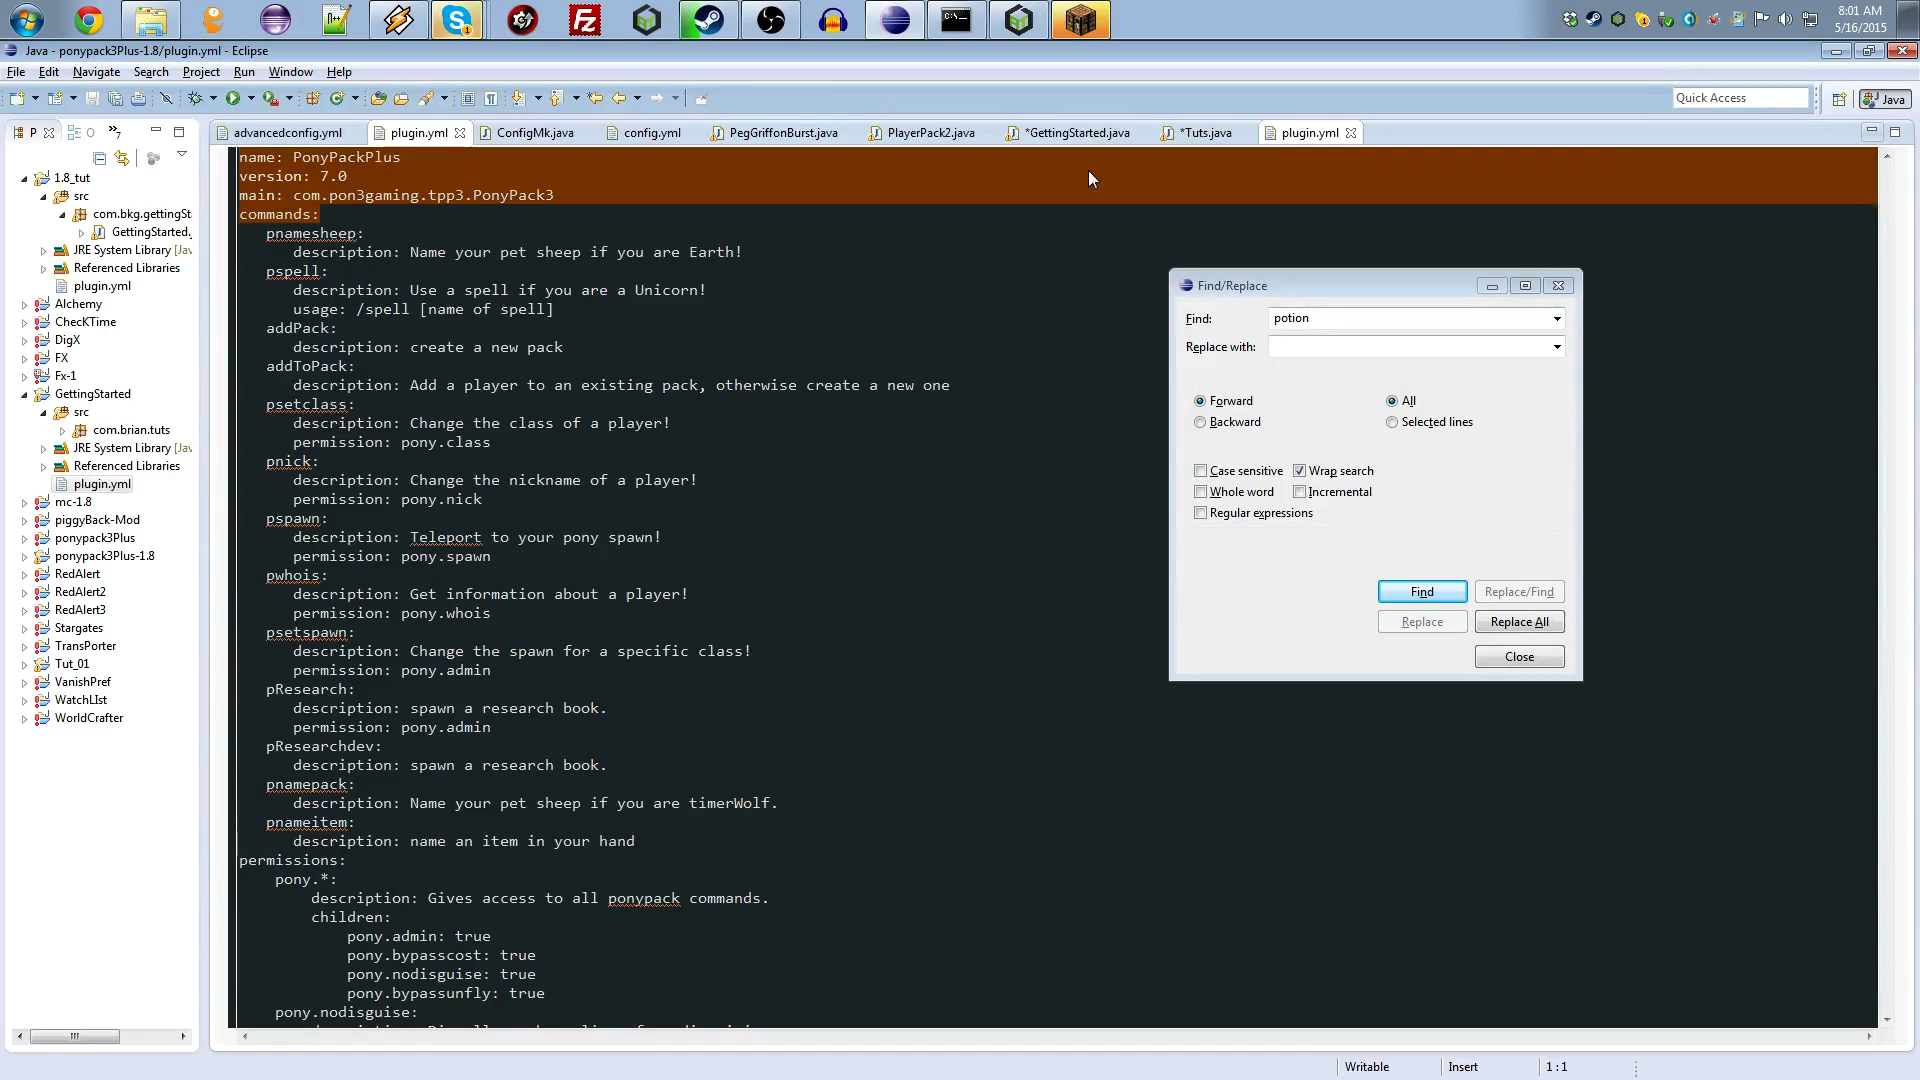 8:01 AM
5/16/2015
Java - ponypack3Plus-1.8/plugin.yml - Eclipse
File Edit Navigate Search Project Run Window Help
Quick Access
Java
P
O
7
advancedconfig.yml
plugin.yml
ConfigMk.java
config.yml
PegGriffonBurst.java
PlayerPack2.java
*GettingStarted.java
*Tuts.java
plugin.yml
1.8_tut
src
com.bkg.gettingSt
GettingStarted.
JRE System Library [Jav
Referenced Libraries
plugin.yml
Alchemy
ChecKTime
DigX
FX
Fx-1
GettingStarted
src
com.brian.tuts
JRE System Library [Jav
Referenced Libraries
plugin.yml
mc-1.8
piggyBack-Mod
ponypack3Plus
ponypack3Plus-1.8
RedAlert
RedAlert2
RedAlert3
Stargates
TransPorter
Tut_01
VanishPref
WatchLIst
WorldCrafter
name: PonyPackPlus
version: 7.0
main: com.pon3gaming.tpp3.PonyPack3
commands:
pnamesheep:
description: Name your pet sheep if you are Earth!
pspell:
description: Use a spell if you are a Unicorn!
usage: /spell [name of spell]
addPack:
description: create a new pack
addToPack:
description: Add a player to an existing pack, otherwise create a new one
psetclass:
description: Change the class of a player!
permission: pony.class
pnick:
description: Change the nickname of a player!
permission: pony.nick
pspawn:
description: Teleport to your pony spawn!
permission: pony.spawn
pwhois:
description: Get information about a player!
permission: pony.whois
psetspawn:
description: Change the spawn for a specific class!
permission: pony.admin
pResearch:
description: spawn a research book.
permission: pony.admin
pResearchdev:
description: spawn a research book.
pnamepack:
description: Name your pet sheep if you are timerWolf.
pnameitem:
description: name an item in your hand
permissions:
pony.*:
description: Gives access to all ponypack commands.
children:
pony.admin: true
pony.bypasscost: true
pony.nodisguise: true
pony.bypassunfly: true
pony.nodisguise:
Find/Replace
Find: potion
Replace with:
Forward
All
Backward
Selected lines
Case sensitive
Wrap search
Whole word
Incremental
Regular expressions
Find
Replace/Find
Replace
Replace All
Close
Writable
Insert
1 : 1